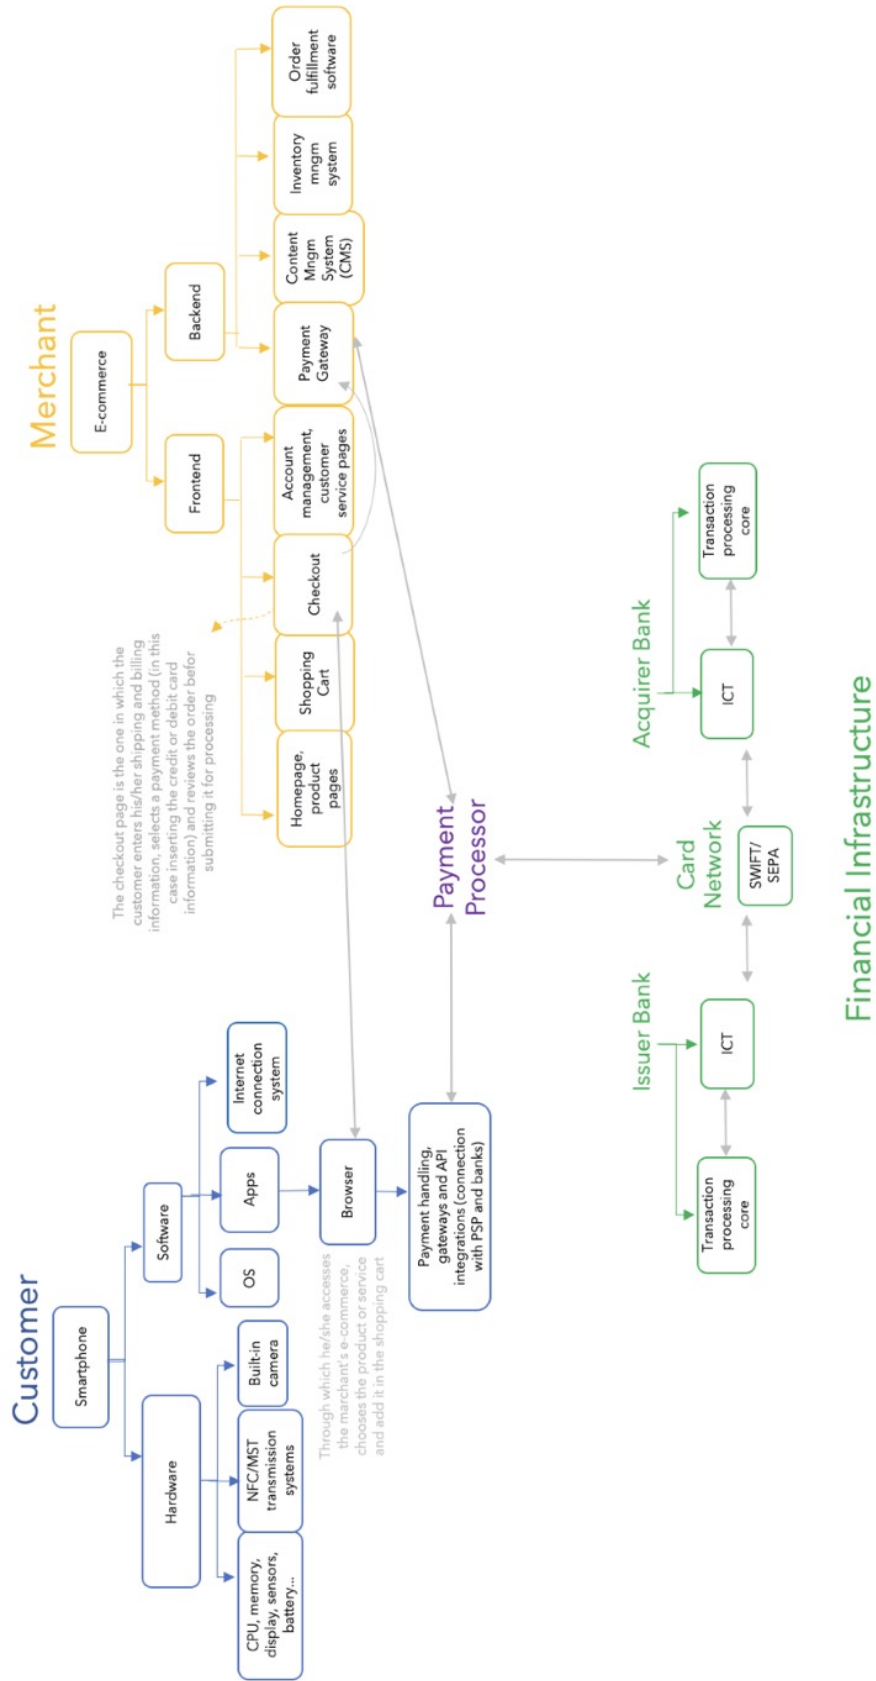 Customer
Smartphone
Hardware
Software
CPU, memory,
display, sensors,
battery...
NFC/MST
transmission
systems
Built-in
camera
OS
Apps
Internet
connection
system
Browser
Through which he/she accesses
the marchant's e-commerce,
chooses the product or service
and add it in the shopping cart
Payment handling,
gateways and API
integrations (connection
with PSP and banks)
Merchant
E-commerce
Frontend
Backend
The checkout page is the one in which the
customer enters his/her shipping and billing
information, selects a payment method (in this
case inserting the credit or debit card
information) and reviews the order befor
submitting it for processing
Homepage,
product
pages
Shopping
Cart
Checkout
Account
management,
customer
service pages
Payment
Gateway
Content
Mngm
System
(CMS)
Inventory
mngm
system
Order
fulfillment
software
Payment
Processor
Issuer Bank
Transaction
processing
core
ICT
Card
Network
SWIFT/
SEPA
Acquirer Bank
ICT
Transaction
processing
core
Financial Infrastructure